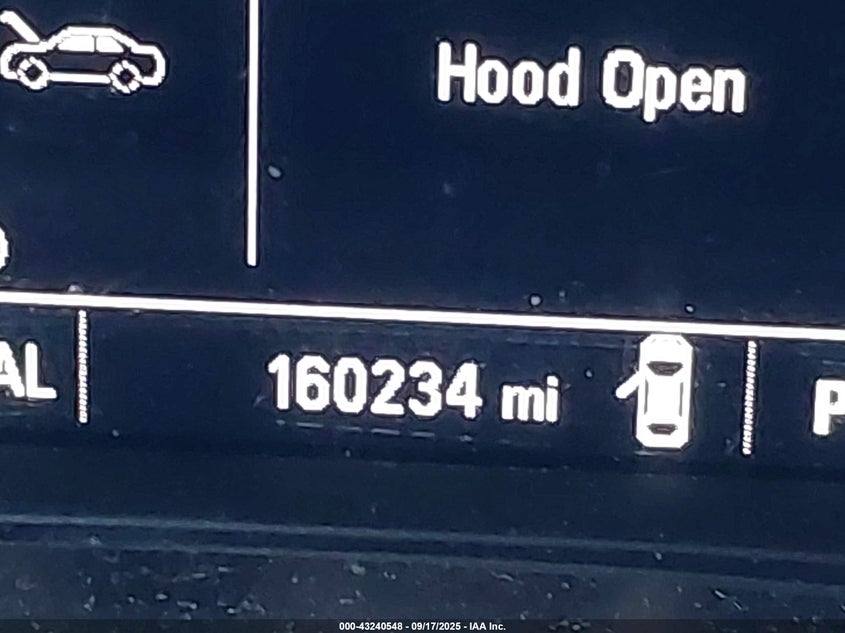 Hood Open
AL
160234 mi
P
000-43240548 - 09/17/2025 - IAA Inc.